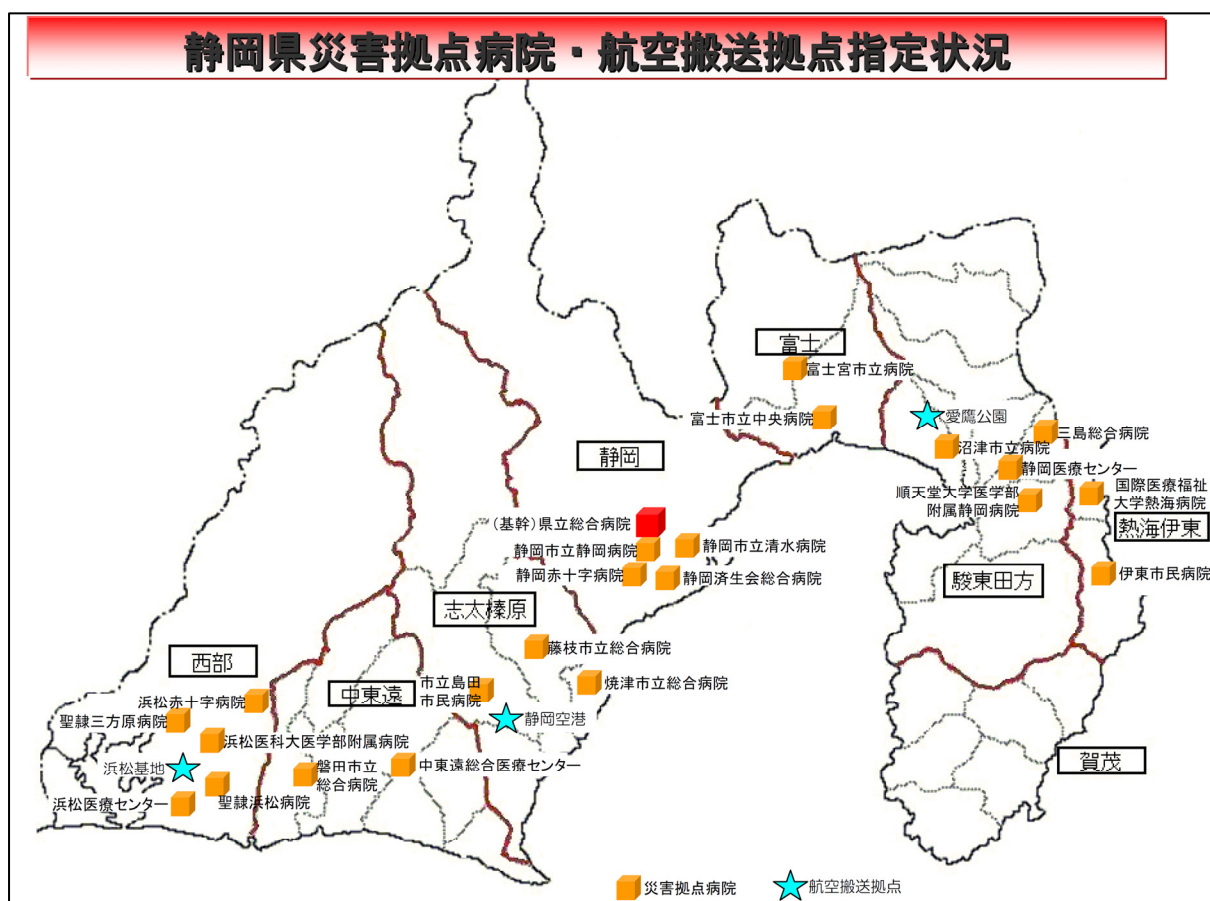 静岡県災害拠点病院・航空搬送拠点指定状況
富士
富士宮市立病院
富士市立中央病院
愛鷹公園
三島総合病院
沼津市立病院
静岡医療センター
順天堂大学医学部
附属静岡病院
国際医療福祉
大学熱海病院
熱海伊東
駿東田方
伊東市民病院
賀茂
静岡
(基幹)県立総合病院
静岡市立静岡病院
静岡市立清水病院
静岡赤十字病院
静岡済生会総合病院
志太榛原
藤枝市立総合病院
焼津市立総合病院
市立島田
市民病院
静岡空港
中東遠
中東遠総合医療センター
磐田市立
総合病院
西部
浜松赤十字病院
聖隷三方原病院
浜松医科大医学部附属病院
浜松基地
聖隷浜松病院
浜松医療センター
災害拠点病院
航空搬送拠点